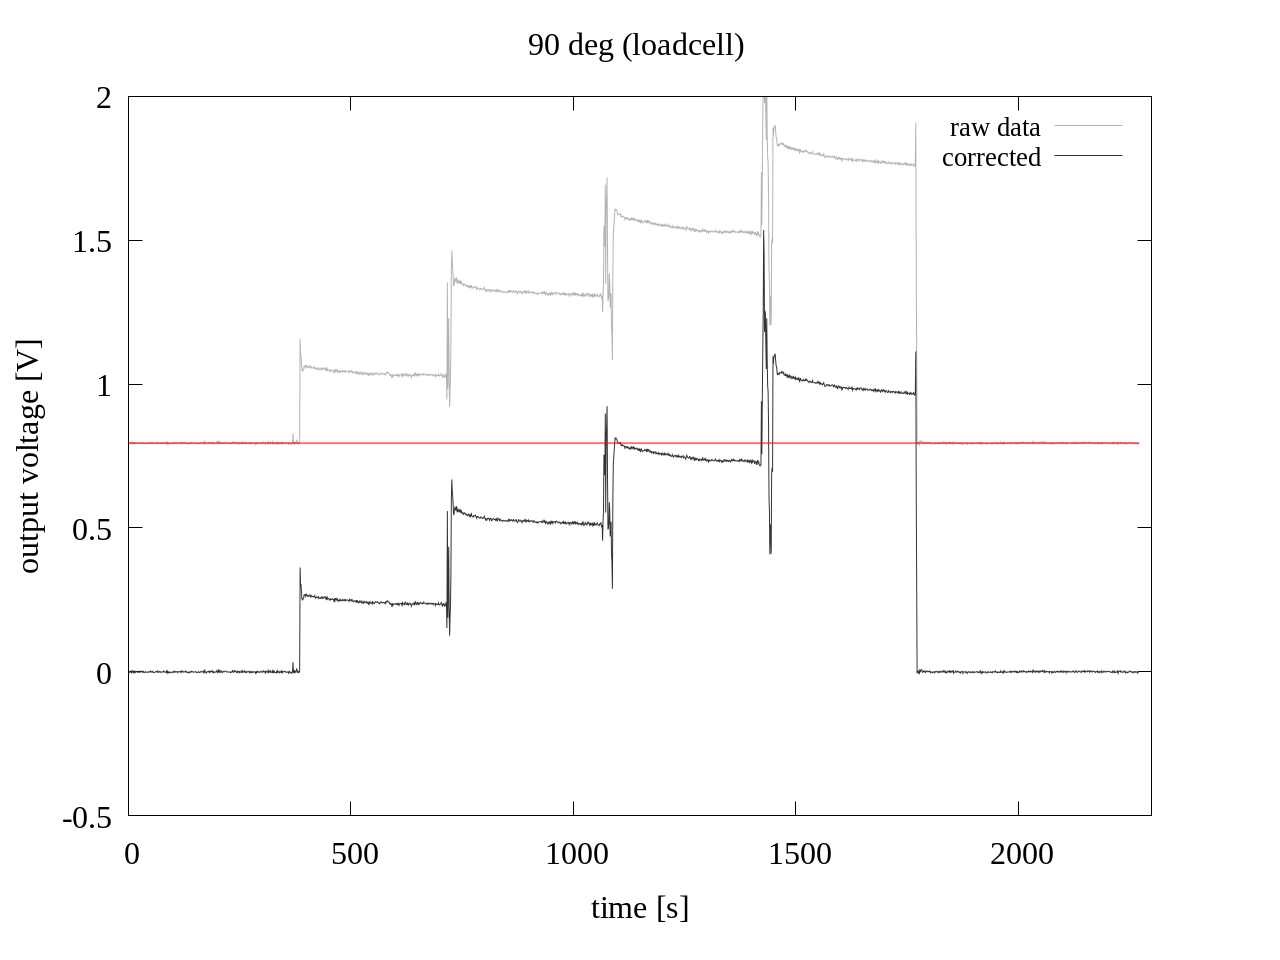 90 deg (loadcell)
raw data
corrected
2
1.5
1
0.5
0
-0.5
output voltage [V]
0 500 1000 1500 2000
time [s]